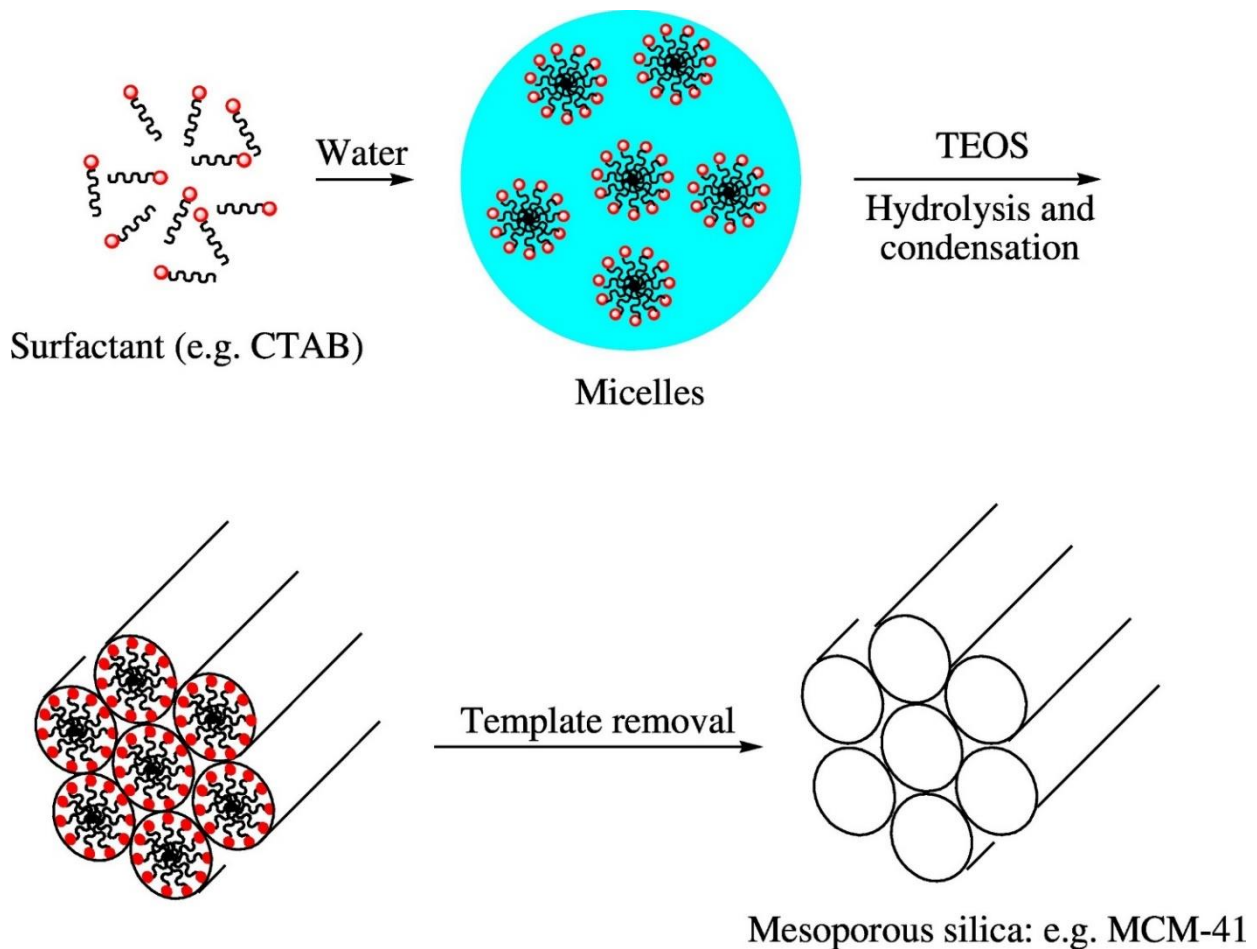 Water
TEOS
Hydrolysis and
condensation
Surfactant (e.g. CTAB)
Micelles
Template removal
Mesoporous silica: e.g. MCM-41